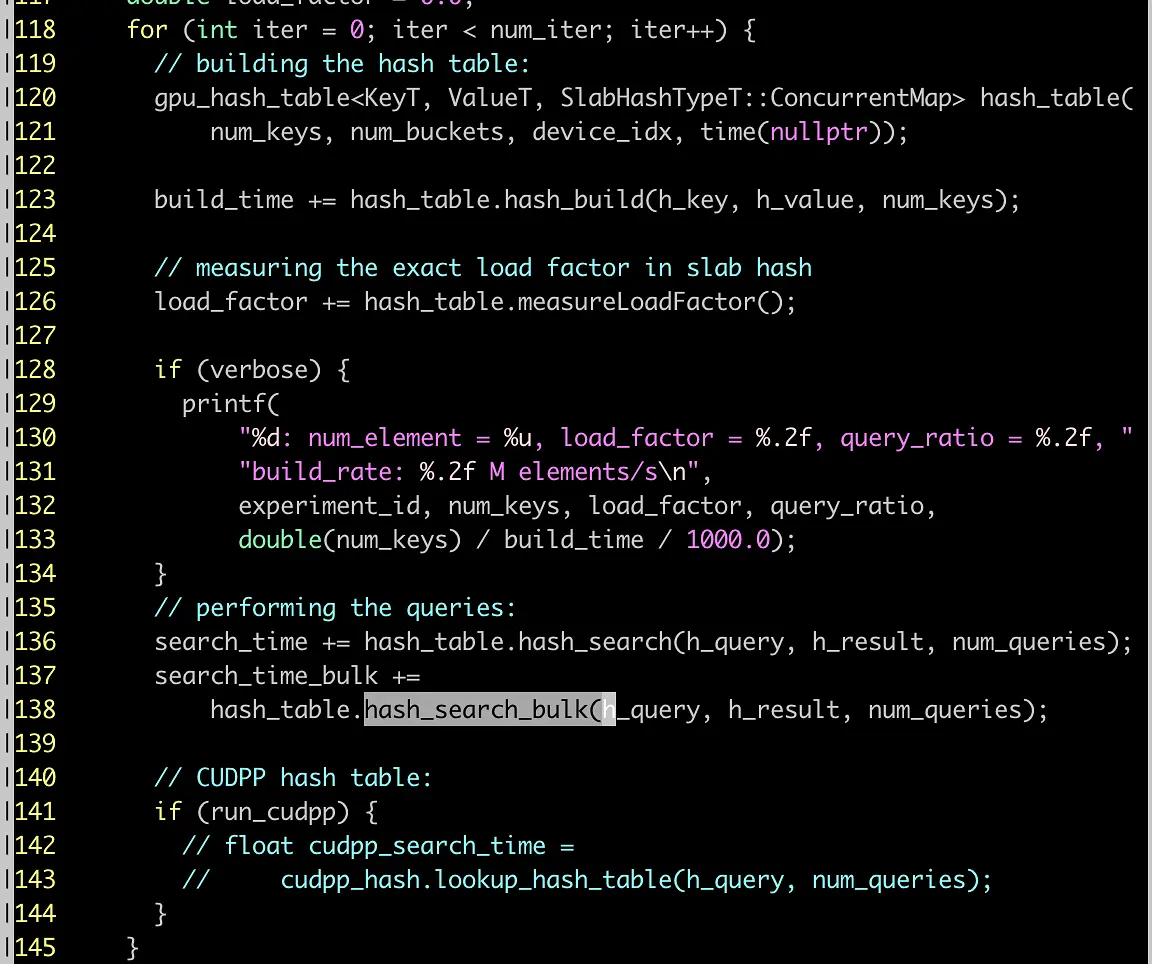 117     double load_factor = 0.0;
118     for (int iter = 0; iter < num_iter; iter++) {
119       // building the hash table:
120       gpu_hash_table<KeyT, ValueT, SlabHashTypeT::ConcurrentMap> hash_table(
121           num_keys, num_buckets, device_idx, time(nullptr));
122
123       build_time += hash_table.hash_build(h_key, h_value, num_keys);
124
125       // measuring the exact load factor in slab hash
126       load_factor += hash_table.measureLoadFactor();
127
128       if (verbose) {
129         printf(
130             "%d: num_element = %u, load_factor = %.2f, query_ratio = %.2f, "
131             "build_rate: %.2f M elements/s\n",
132             experiment_id, num_keys, load_factor, query_ratio,
133             double(num_keys) / build_time / 1000.0);
134       }
135       // performing the queries:
136       search_time += hash_table.hash_search(h_query, h_result, num_queries);
137       search_time_bulk +=
138           hash_table.hash_search_bulk(h_query, h_result, num_queries);
139
140       // CUDPP hash table:
141       if (run_cudpp) {
142         // float cudpp_search_time =
143         //     cudpp_hash.lookup_hash_table(h_query, num_queries);
144       }
145     }